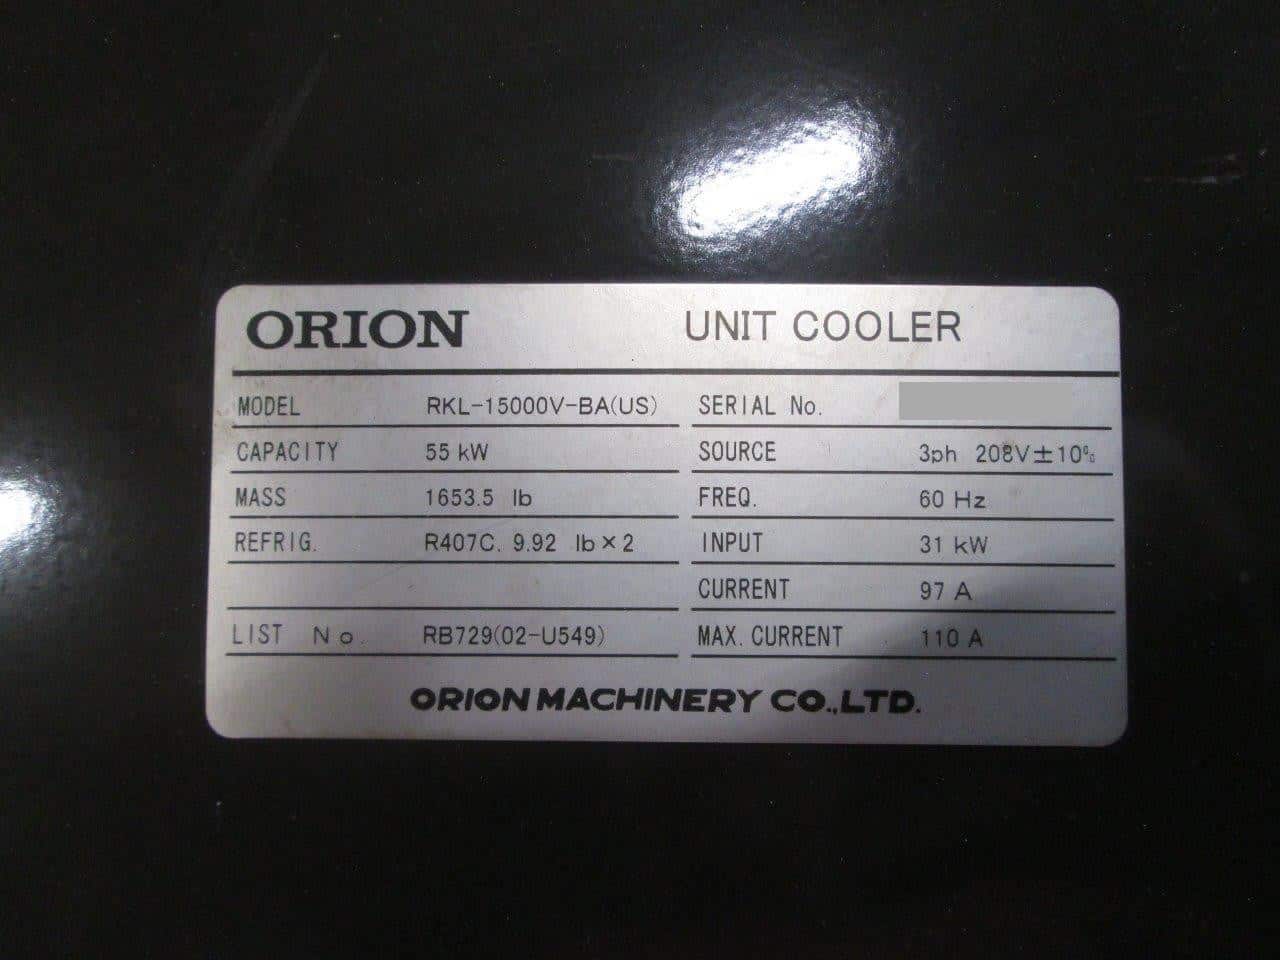 ORION UNIT COOLER
MODEL RKL-15000V-BA(US) SERIAL No.
CAPACITY 55 kW SOURCE 3ph 208V±10%
MASS 1653.5 lb FREQ. 60 Hz
REFRIG. R407C. 9.92 lb×2 INPUT 31 kW
CURRENT 97 A
LIST No. RB729(02-U549) MAX. CURRENT 110 A
ORION MACHINERY CO.,LTD.